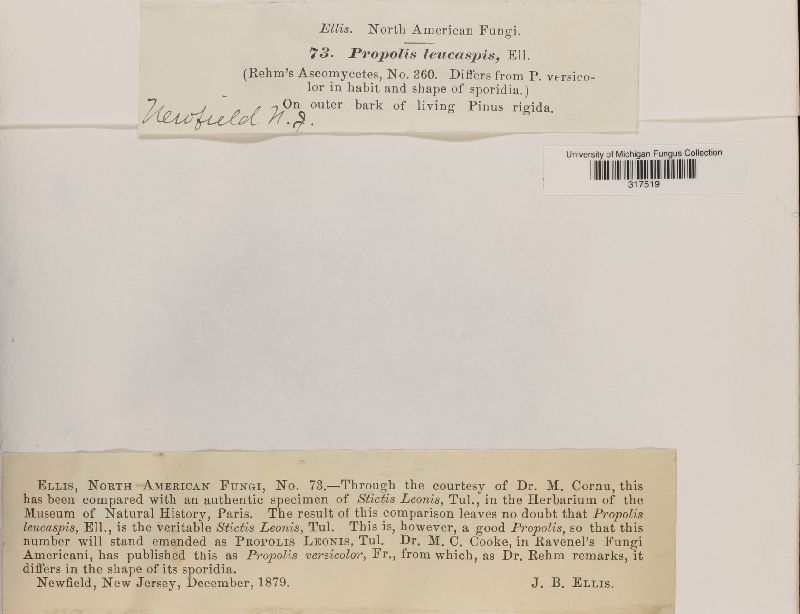 Ellis. North American Fungi.
73. Propolis leucaspis, Ell.
(Rehm's Ascomycetes, No. 360. Differs from P. versico-
lor in habit and shape of sporidia.)
On outer bark of living Pinus rigida.
Newfield N.J.
University of Michigan Fungus Collection
317519
Ellis, North American Fungi, No. 73.—Through the courtesy of Dr. M. Cornu, this
has been compared with an authentic specimen of Stictis Leonis, Tul., in the Herbarium of the
Museum of Natural History, Paris. The result of this comparison leaves no doubt that Propolis
leucaspis, Ell., is the veritable Stictis Leonis, Tul. This is, however, a good Propolis, so that this
number will stand emended as Propolis Leonis, Tul. Dr. M. C. Cooke, in Ravenel's Fungi
Americani, has published this as Propolis versicolor, Fr., from which, as Dr. Rehm remarks, it
differs in the shape of its sporidia.
Newfield, New Jersey, December, 1879. J. B. Ellis.